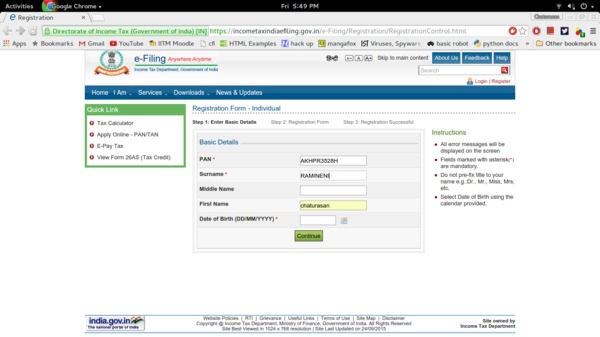 Activities Google Chrome ▾ Fri 5:49 PM
e Registration
Directorate of Income Tax (Government of India) [IN] https://incometaxindiaefiling.gov.in/e-Filing/Registration/RegistrationControl.html
Apps Bookmarks M Gmail YouTube IITM Moodle cfi HTML Examples hack up mangafox Viruses, Spyware, basic robot python docs » Other bookmarks
e-Filing Anywhere Anytime
Income Tax Department, Government of India
Skip to main content About Us Feedback Help
Search
Login | Register
Home I Am Services Downloads News & Updates
Quick Link
Tax Calculator
Apply Online - PAN/TAN
E-Pay Tax
View Form 26AS (Tax Credit)
Registration Form - Individual
Step 1: Enter Basic Details Step 2: Registration Form Step 3: Registration Successful
Basic Details
PAN * AKHPR3528H
Surname * RAMINENI
Middle Name
First Name chaturasan
Date of Birth (DD/MM/YYYY) *
Continue
Instructions
All error messages will be
displayed on the screen
Fields marked with asterisk(*)
are mandatory.
Do not pre-fix title to your
name e.g.:Dr., Mr., Miss, Mrs,
etc.
Select Date of Birth using the
calendar provided.
india.gov.in
The national portal of India
Website Policies | RTI | Grievance | Useful Links | Terms of Use | Site Map | Disclaimer
Copyright @ Income Tax Department, Ministry of Finance, Government of India. All Rights Reserved
Site Best Viewed in 1024 x 768 resolution | Site Last Updated on 24/09/2015
Site owned by
Income Tax Department